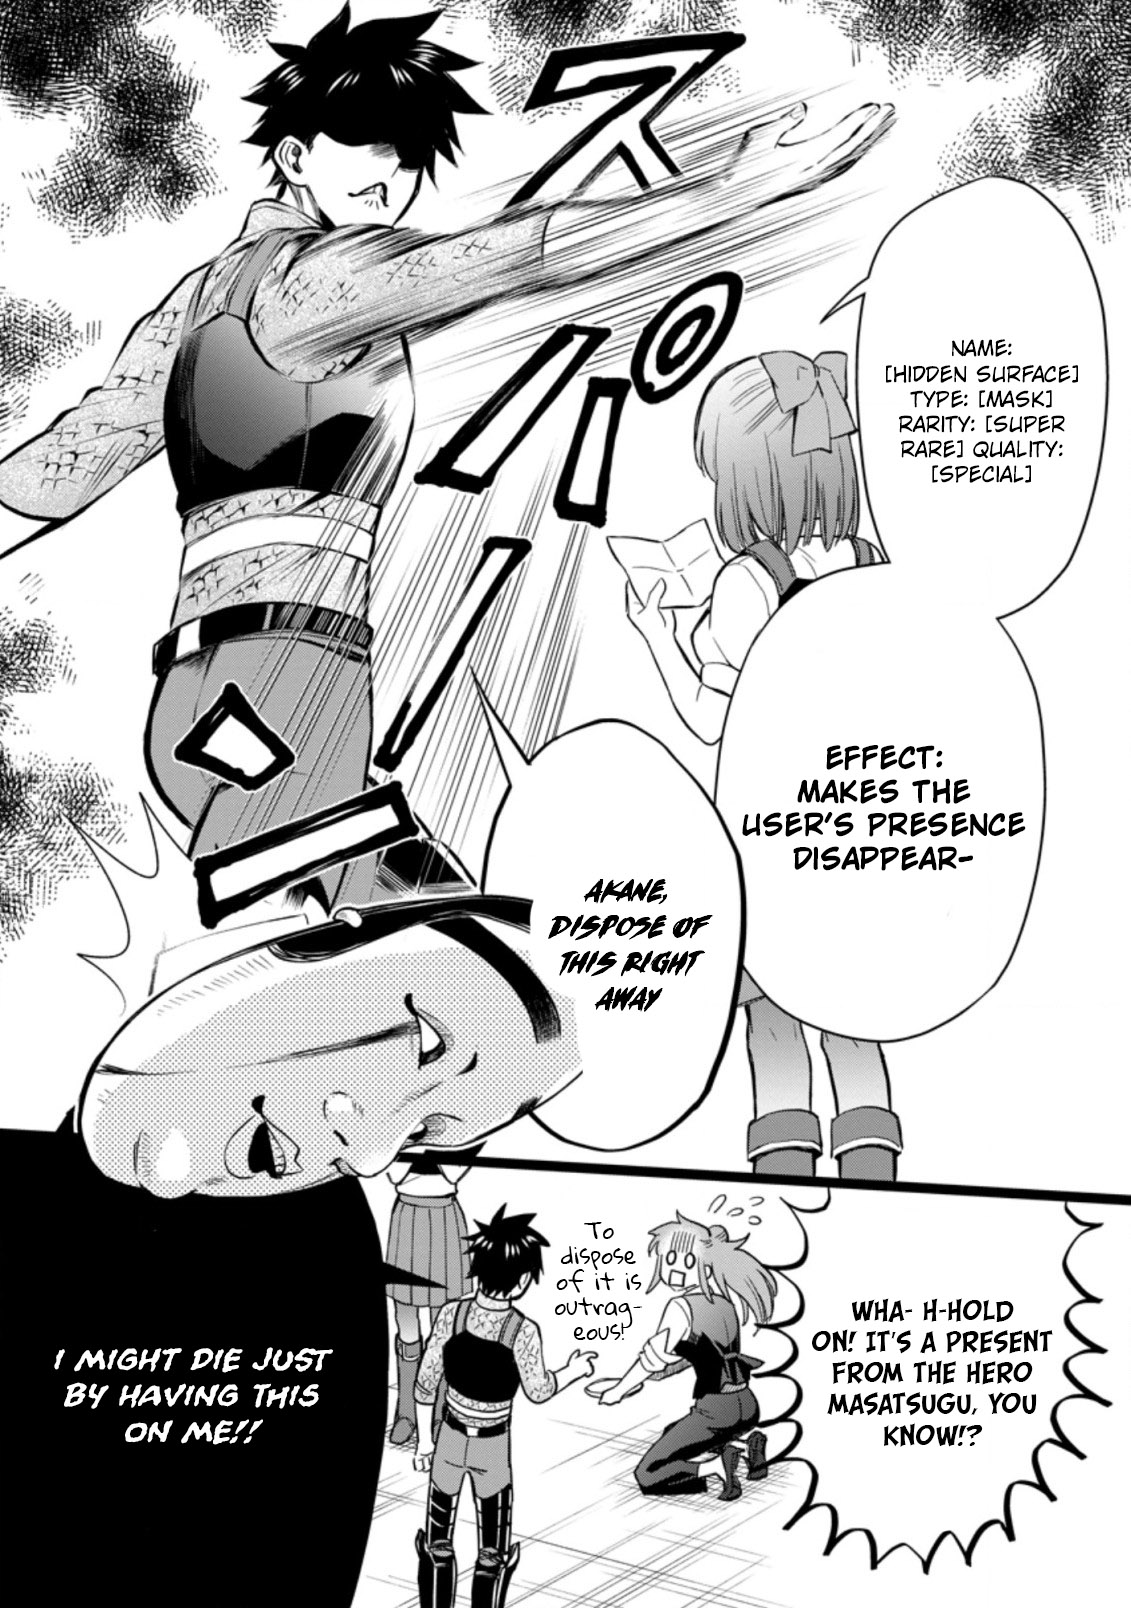 NAME:
[HIDDEN SURFACE]
TYPE: [MASK]
RARITY: [SUPER
RARE] QUALITY:
[SPECIAL]
スパーン
EFFECT:
MAKES THE
USER'S PRESENCE
DISAPPEAR-
AKANE,
DISPOSE OF
THIS RIGHT
AWAY
WHA- H-HOLD
ON! IT'S A PRESENT
FROM THE HERO
MASATSUGU, YOU
KNOW!?
To
dispose
of it is
outrag-
eous!
I MIGHT DIE JUST
BY HAVING THIS
ON ME!!